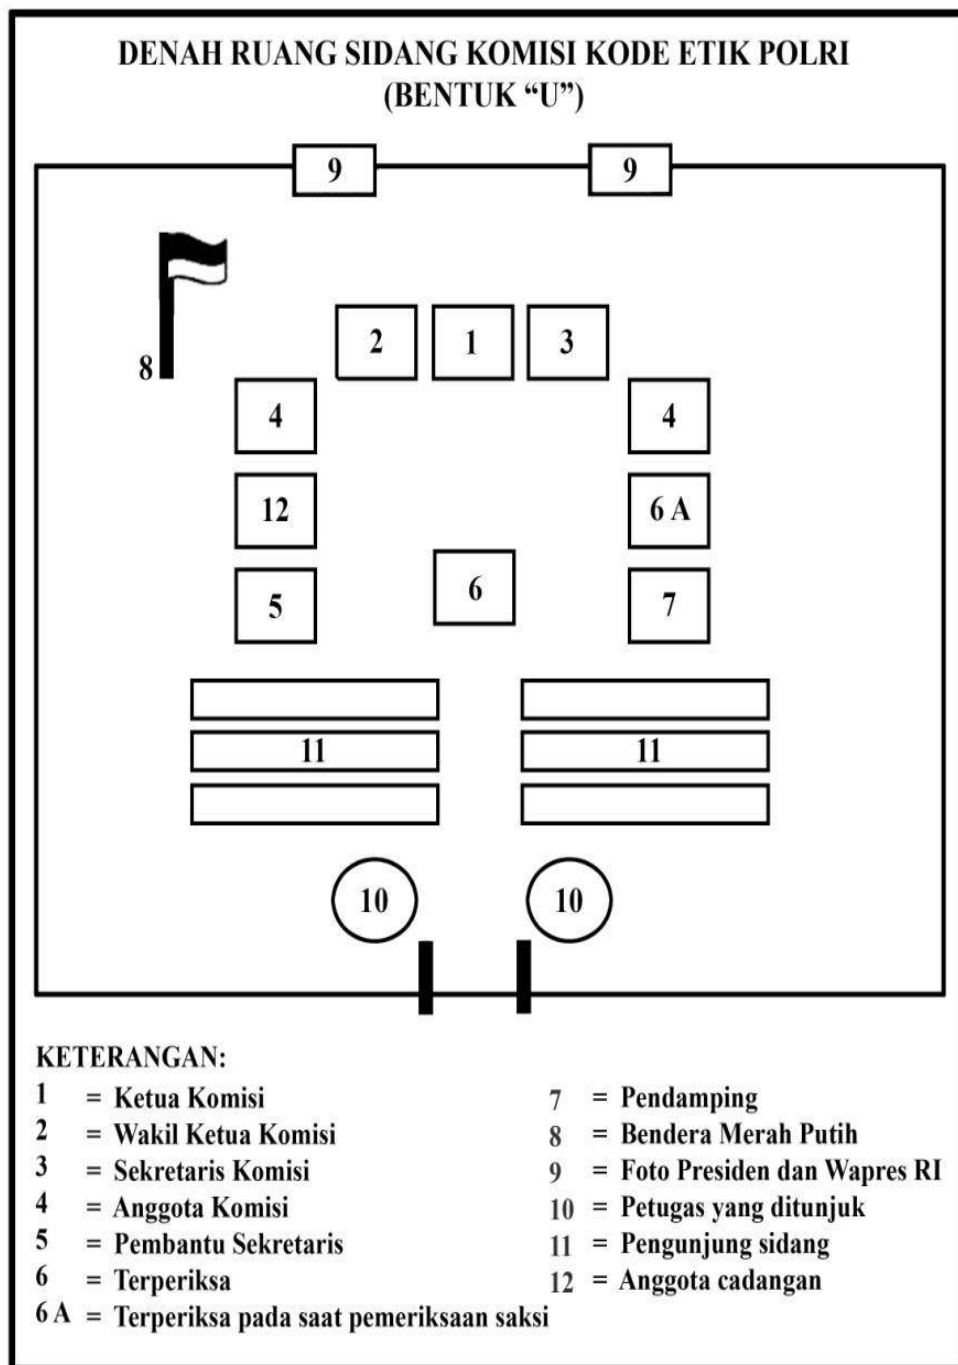 DENAH RUANG SIDANG KOMISI KODE ETIK POLRI
(BENTUK “U”)
9 9
8
2 1 3
4 4
12 6 A
6
5 7
11 11
10 10
KETERANGAN:
1 = Ketua Komisi
2 = Wakil Ketua Komisi
3 = Sekretaris Komisi
4 = Anggota Komisi
5 = Pembantu Sekretaris
6 = Terperiksa
6 A = Terperiksa pada saat pemeriksaan saksi
7 = Pendamping
8 = Bendera Merah Putih
9 = Foto Presiden dan Wapres RI
10 = Petugas yang ditunjuk
11 = Pengunjung sidang
12 = Anggota cadangan